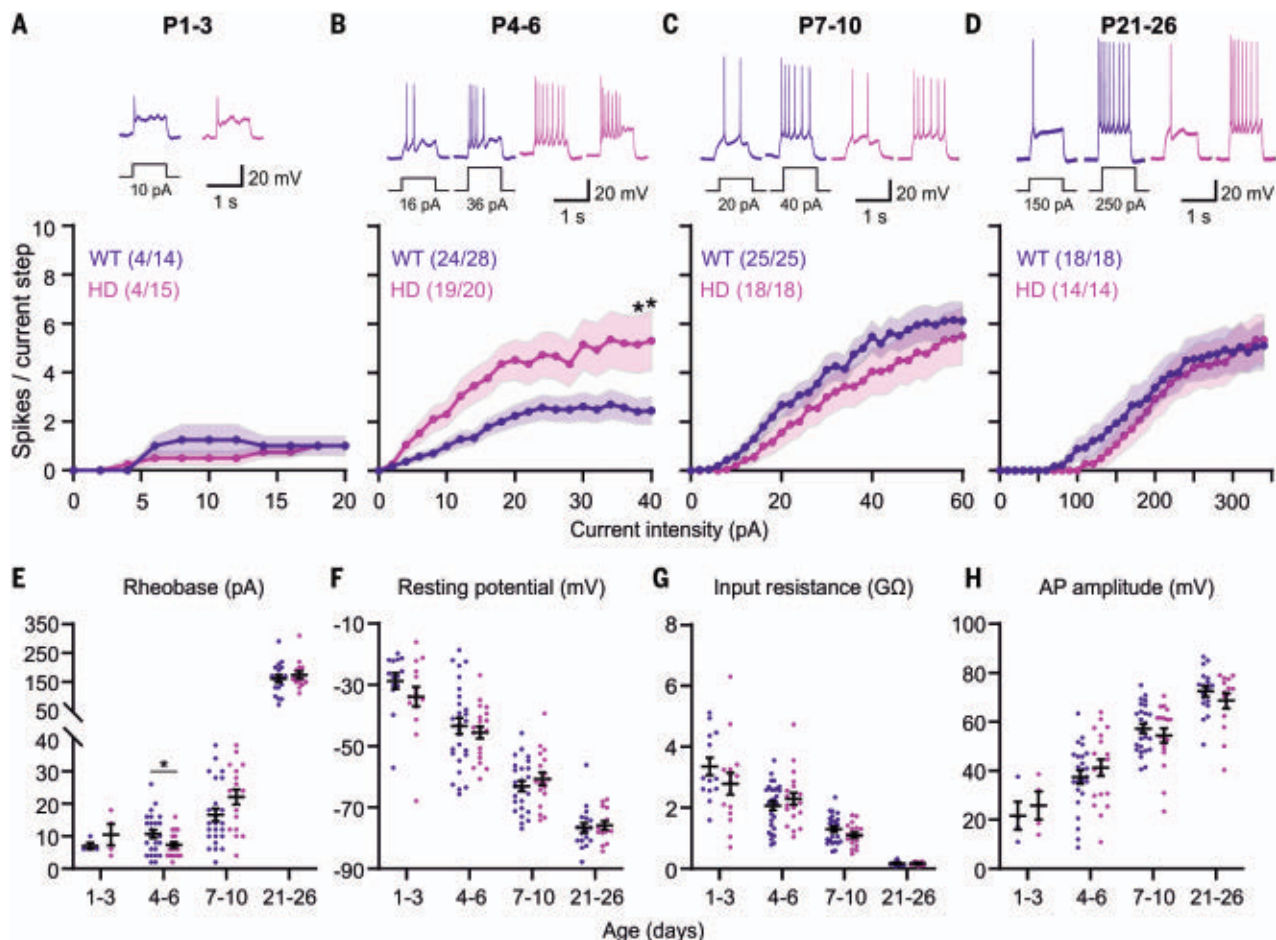 A P1-3 B P4-6 C P7-10 D P21-26
10 pA 1 s 20 mV
16 pA 36 pA 1 s 20 mV
20 pA 40 pA 1 s 20 mV
150 pA 250 pA 1 s 20 mV
Spikes / current step
10
8
6
4
2
0
WT (4/14)
HD (4/15)
0 5 10 15 20
WT (24/28)
HD (19/20)
**
0 10 20 30 40
WT (25/25)
HD (18/18)
0 20 40 60
WT (18/18)
HD (14/14)
0 100 200 300
Current intensity (pA)
E Rheobase (pA)
350
250
150
50
40
30
20
10
0
*
1-3 4-6 7-10 21-26
F Resting potential (mV)
-10
-30
-50
-70
-90
1-3 4-6 7-10 21-26
G Input resistance (GΩ)
8
6
4
2
0
1-3 4-6 7-10 21-26
H AP amplitude (mV)
100
80
60
40
20
0
1-3 4-6 7-10 21-26
Age (days)